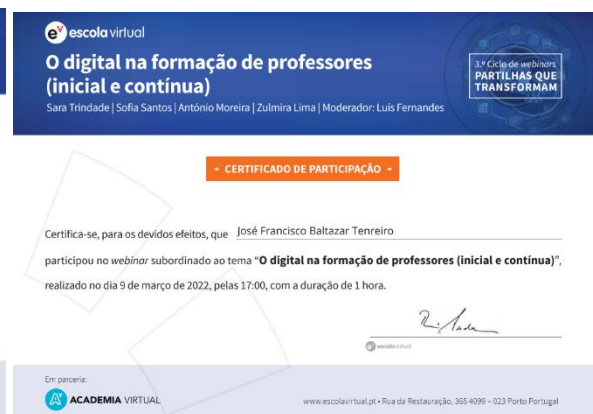 escola virtual
O digital na formação de professores
(inicial e contínua)
Sara Trindade | Sofia Santos | António Moreira | Zulmira Lima | Moderador: Luís Fernandes
3.º Ciclo de webinars
PARTILHAS QUE
TRANSFORMAM
CERTIFICADO DE PARTICIPAÇÃO
Certifica-se, para os devidos efeitos, que José Francisco Baltazar Tenreiro
participou no webinar subordinado ao tema “O digital na formação de professores (inicial e contínua)”,
realizado no dia 9 de março de 2022, pelas 17:00, com a duração de 1 hora.
escola virtual
Em parceria:
ACADEMIA VIRTUAL
www.escolavirtual.pt • Rua da Restauração, 365 4099 – 023 Porto Portugal